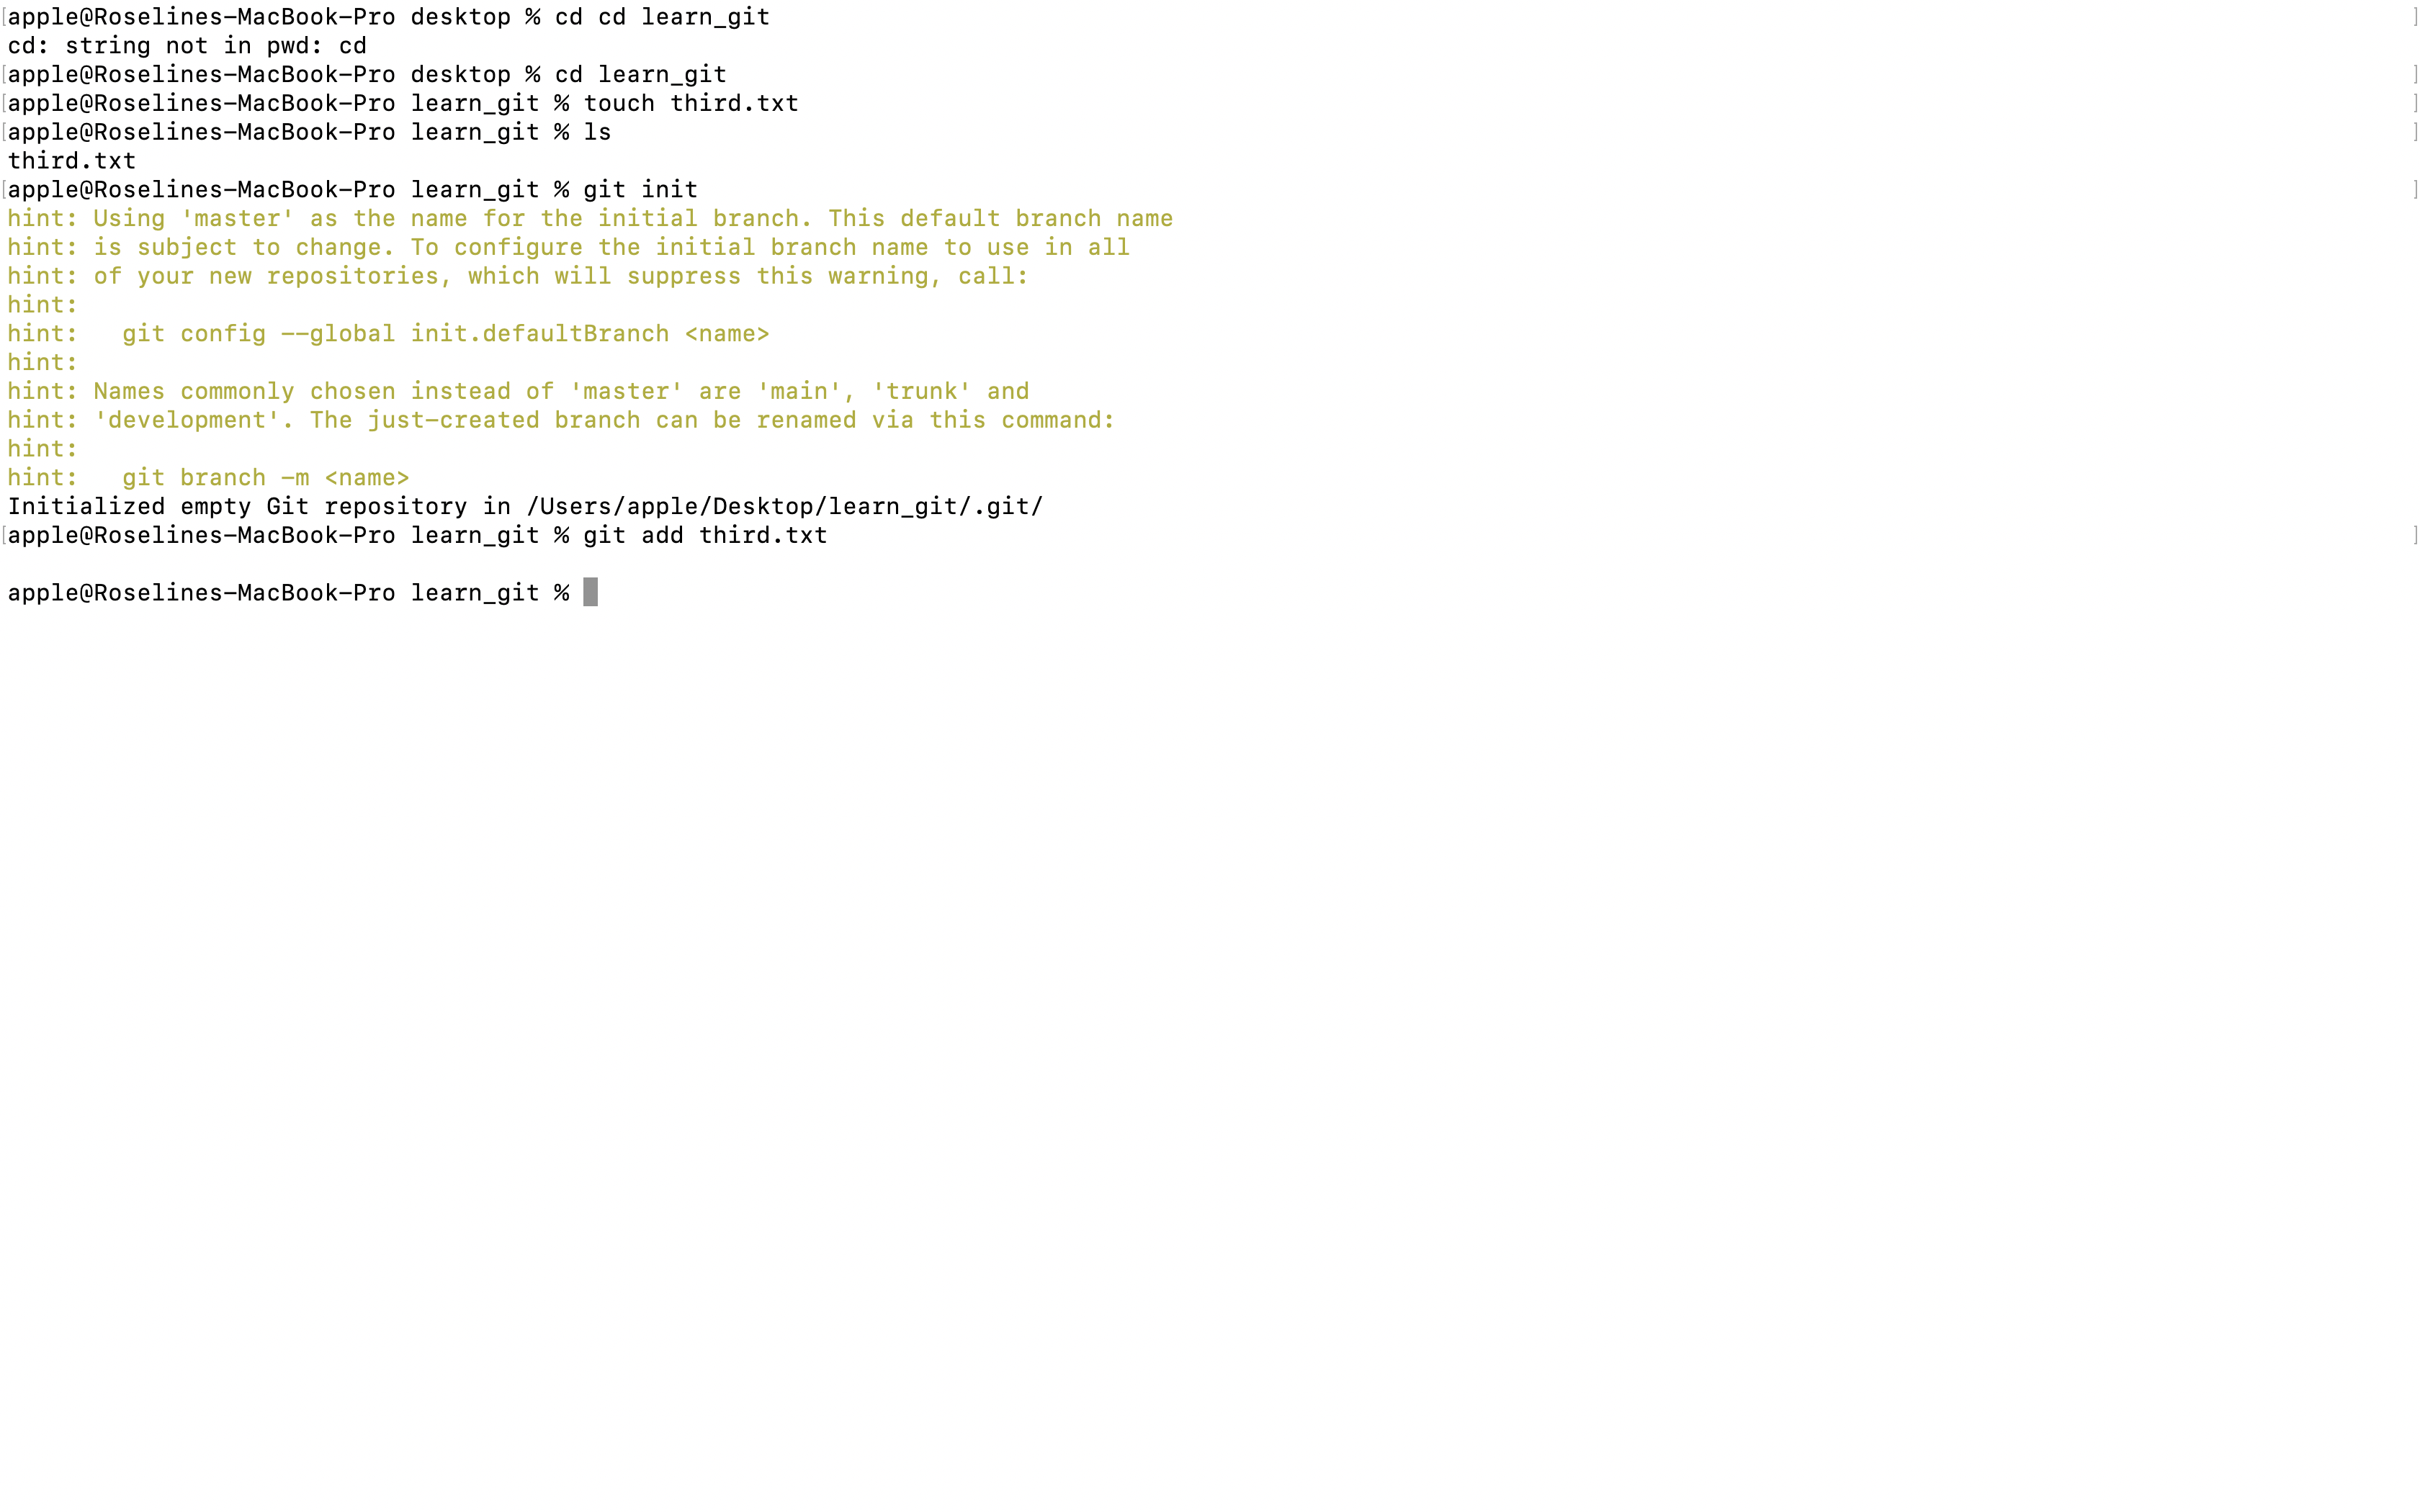 [apple@Roselines-MacBook-Pro desktop % cd cd learn_git ]
cd: string not in pwd: cd
[apple@Roselines-MacBook-Pro desktop % cd learn_git ]
[apple@Roselines-MacBook-Pro learn_git % touch third.txt ]
[apple@Roselines-MacBook-Pro learn_git % ls ]
third.txt
[apple@Roselines-MacBook-Pro learn_git % git init ]
hint: Using 'master' as the name for the initial branch. This default branch name
hint: is subject to change. To configure the initial branch name to use in all
hint: of your new repositories, which will suppress this warning, call:
hint:
hint:   git config --global init.defaultBranch <name>
hint:
hint: Names commonly chosen instead of 'master' are 'main', 'trunk' and
hint: 'development'. The just-created branch can be renamed via this command:
hint:
hint:   git branch -m <name>
Initialized empty Git repository in /Users/apple/Desktop/learn_git/.git/
[apple@Roselines-MacBook-Pro learn_git % git add third.txt ]
apple@Roselines-MacBook-Pro learn_git %